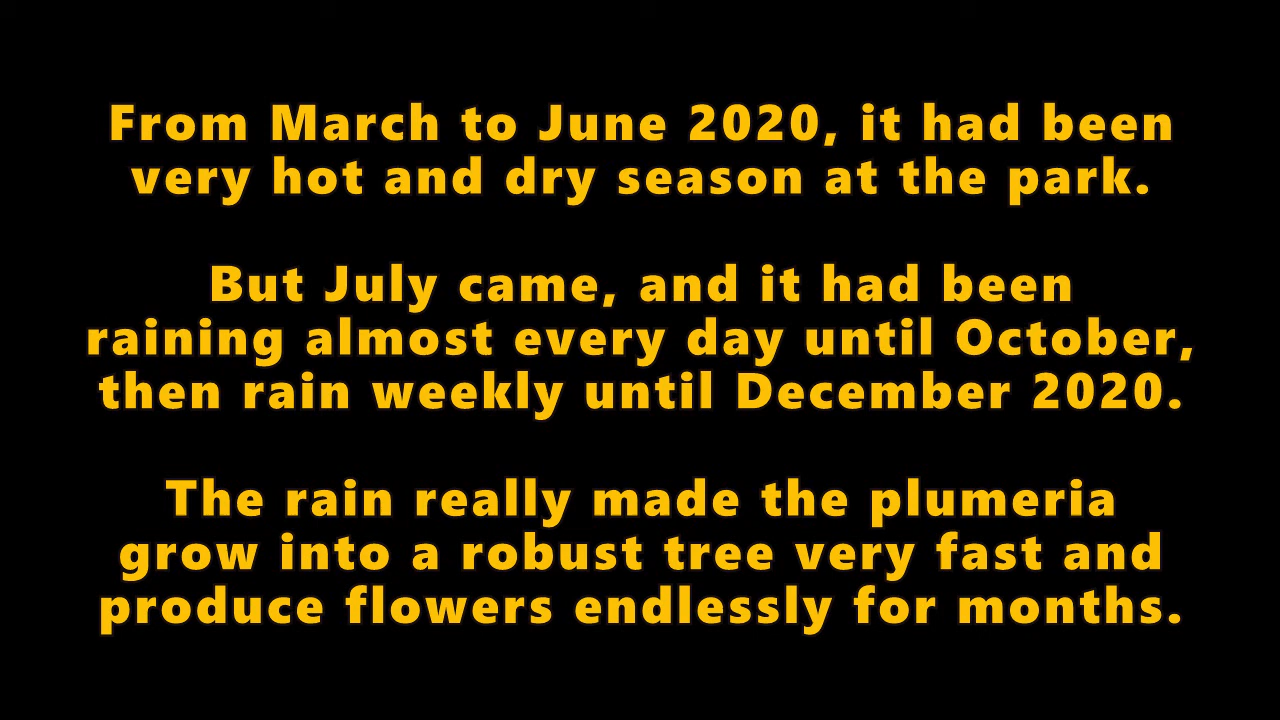 From March to June 2020, it had been
very hot and dry season at the park.
But July came, and it had been
raining almost every day until October,
then rain weekly until December 2020.
The rain really made the plumeria
grow into a robust tree very fast and
produce flowers endlessly for months.